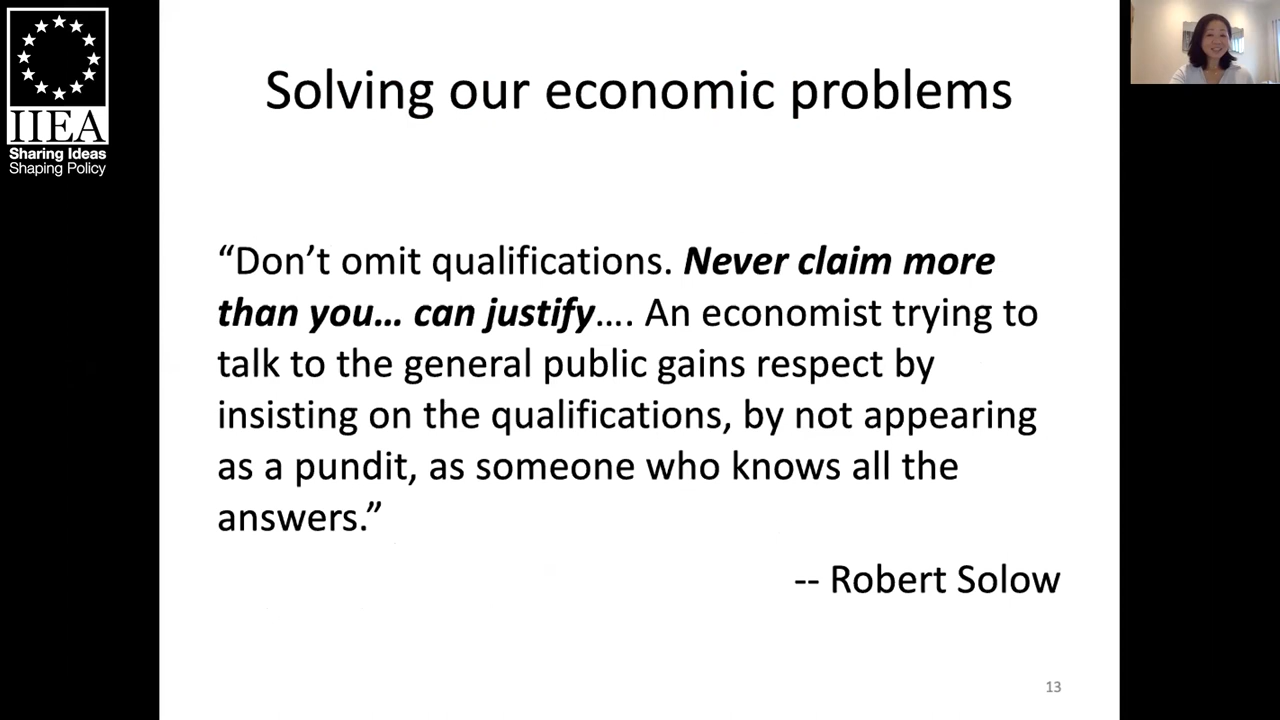 IIEA
Sharing Ideas
Shaping Policy
Solving our economic problems
“Don’t omit qualifications. Never claim more
than you… can justify…. An economist trying to
talk to the general public gains respect by
insisting on the qualifications, by not appearing
as a pundit, as someone who knows all the
answers.”
-- Robert Solow
13